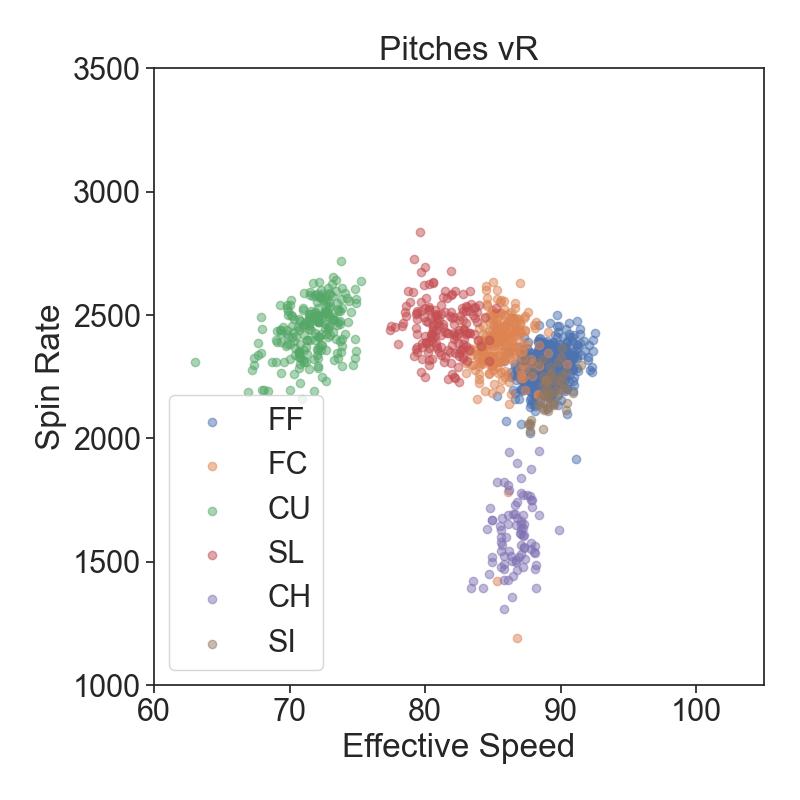 Pitches vR
3500
3000
2500
2000
1500
1000
Spin Rate
FF
FC
CU
SL
CH
SI
60 70 80 90 100
Effective Speed